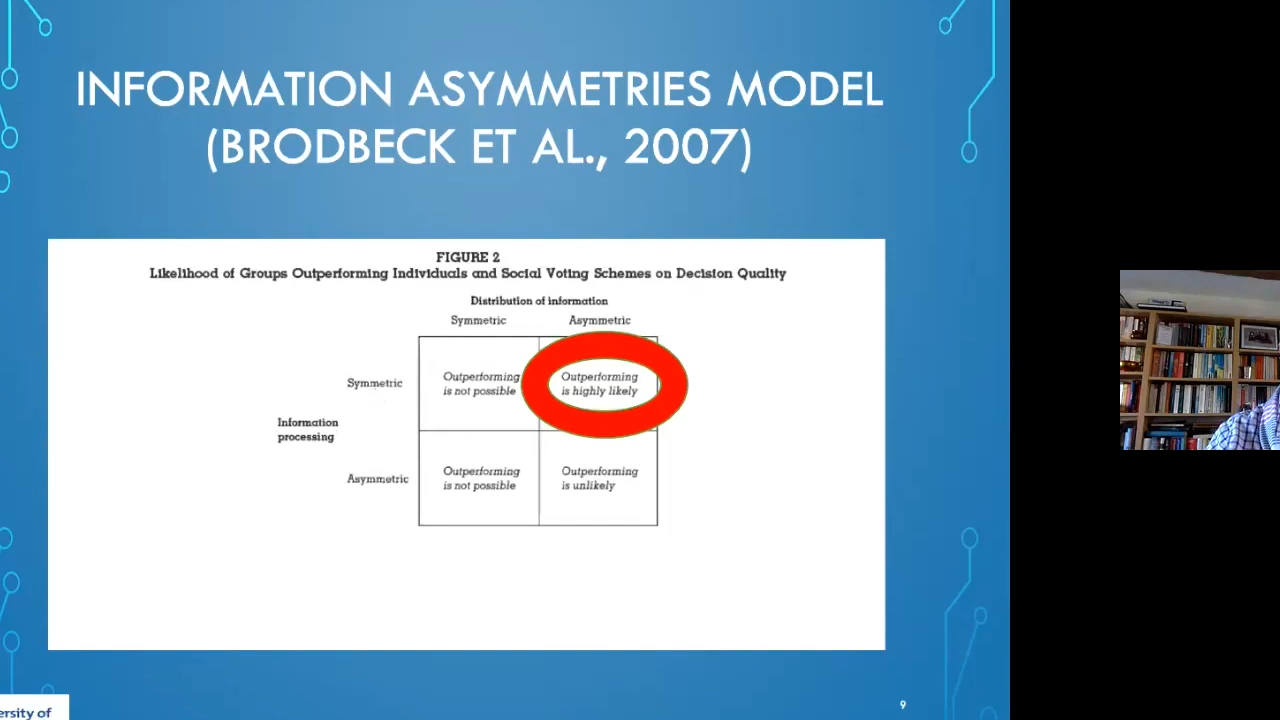 INFORMATION ASYMMETRIES MODEL
(BRODBECK ET AL., 2007)
FIGURE 2
Likelihood of Groups Outperforming Individuals and Social Voting Schemes on Decision Quality
Distribution of information
Symmetric Asymmetric
Symmetric
Outperforming is not possible
Outperforming is highly likely
Information
processing
Asymmetric
Outperforming is not possible
Outperforming is unlikely
9
ersity of